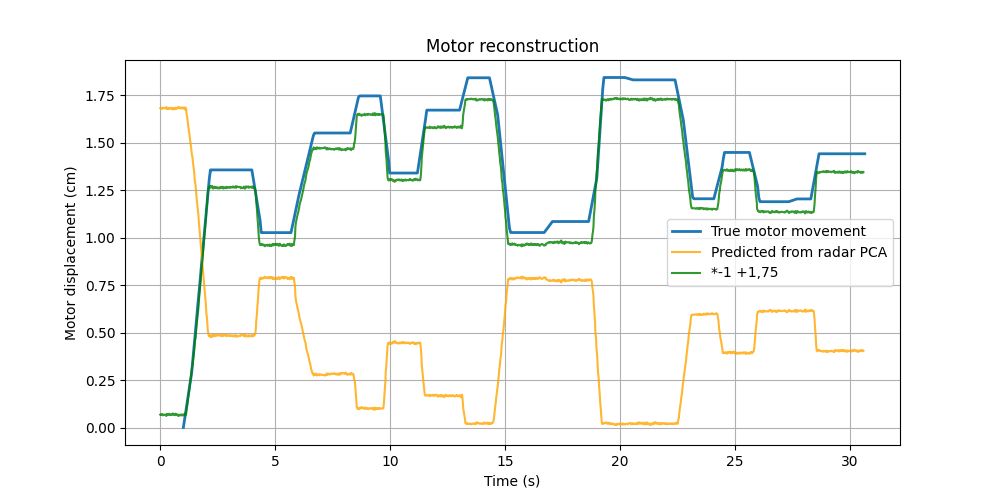 Motor reconstruction
Motor displacement (cm)
1.75
1.50
1.25
1.00
0.75
0.50
0.25
0.00
True motor movement
Predicted from radar PCA
*-1 +1,75
0 5 10 15 20 25 30
Time (s)